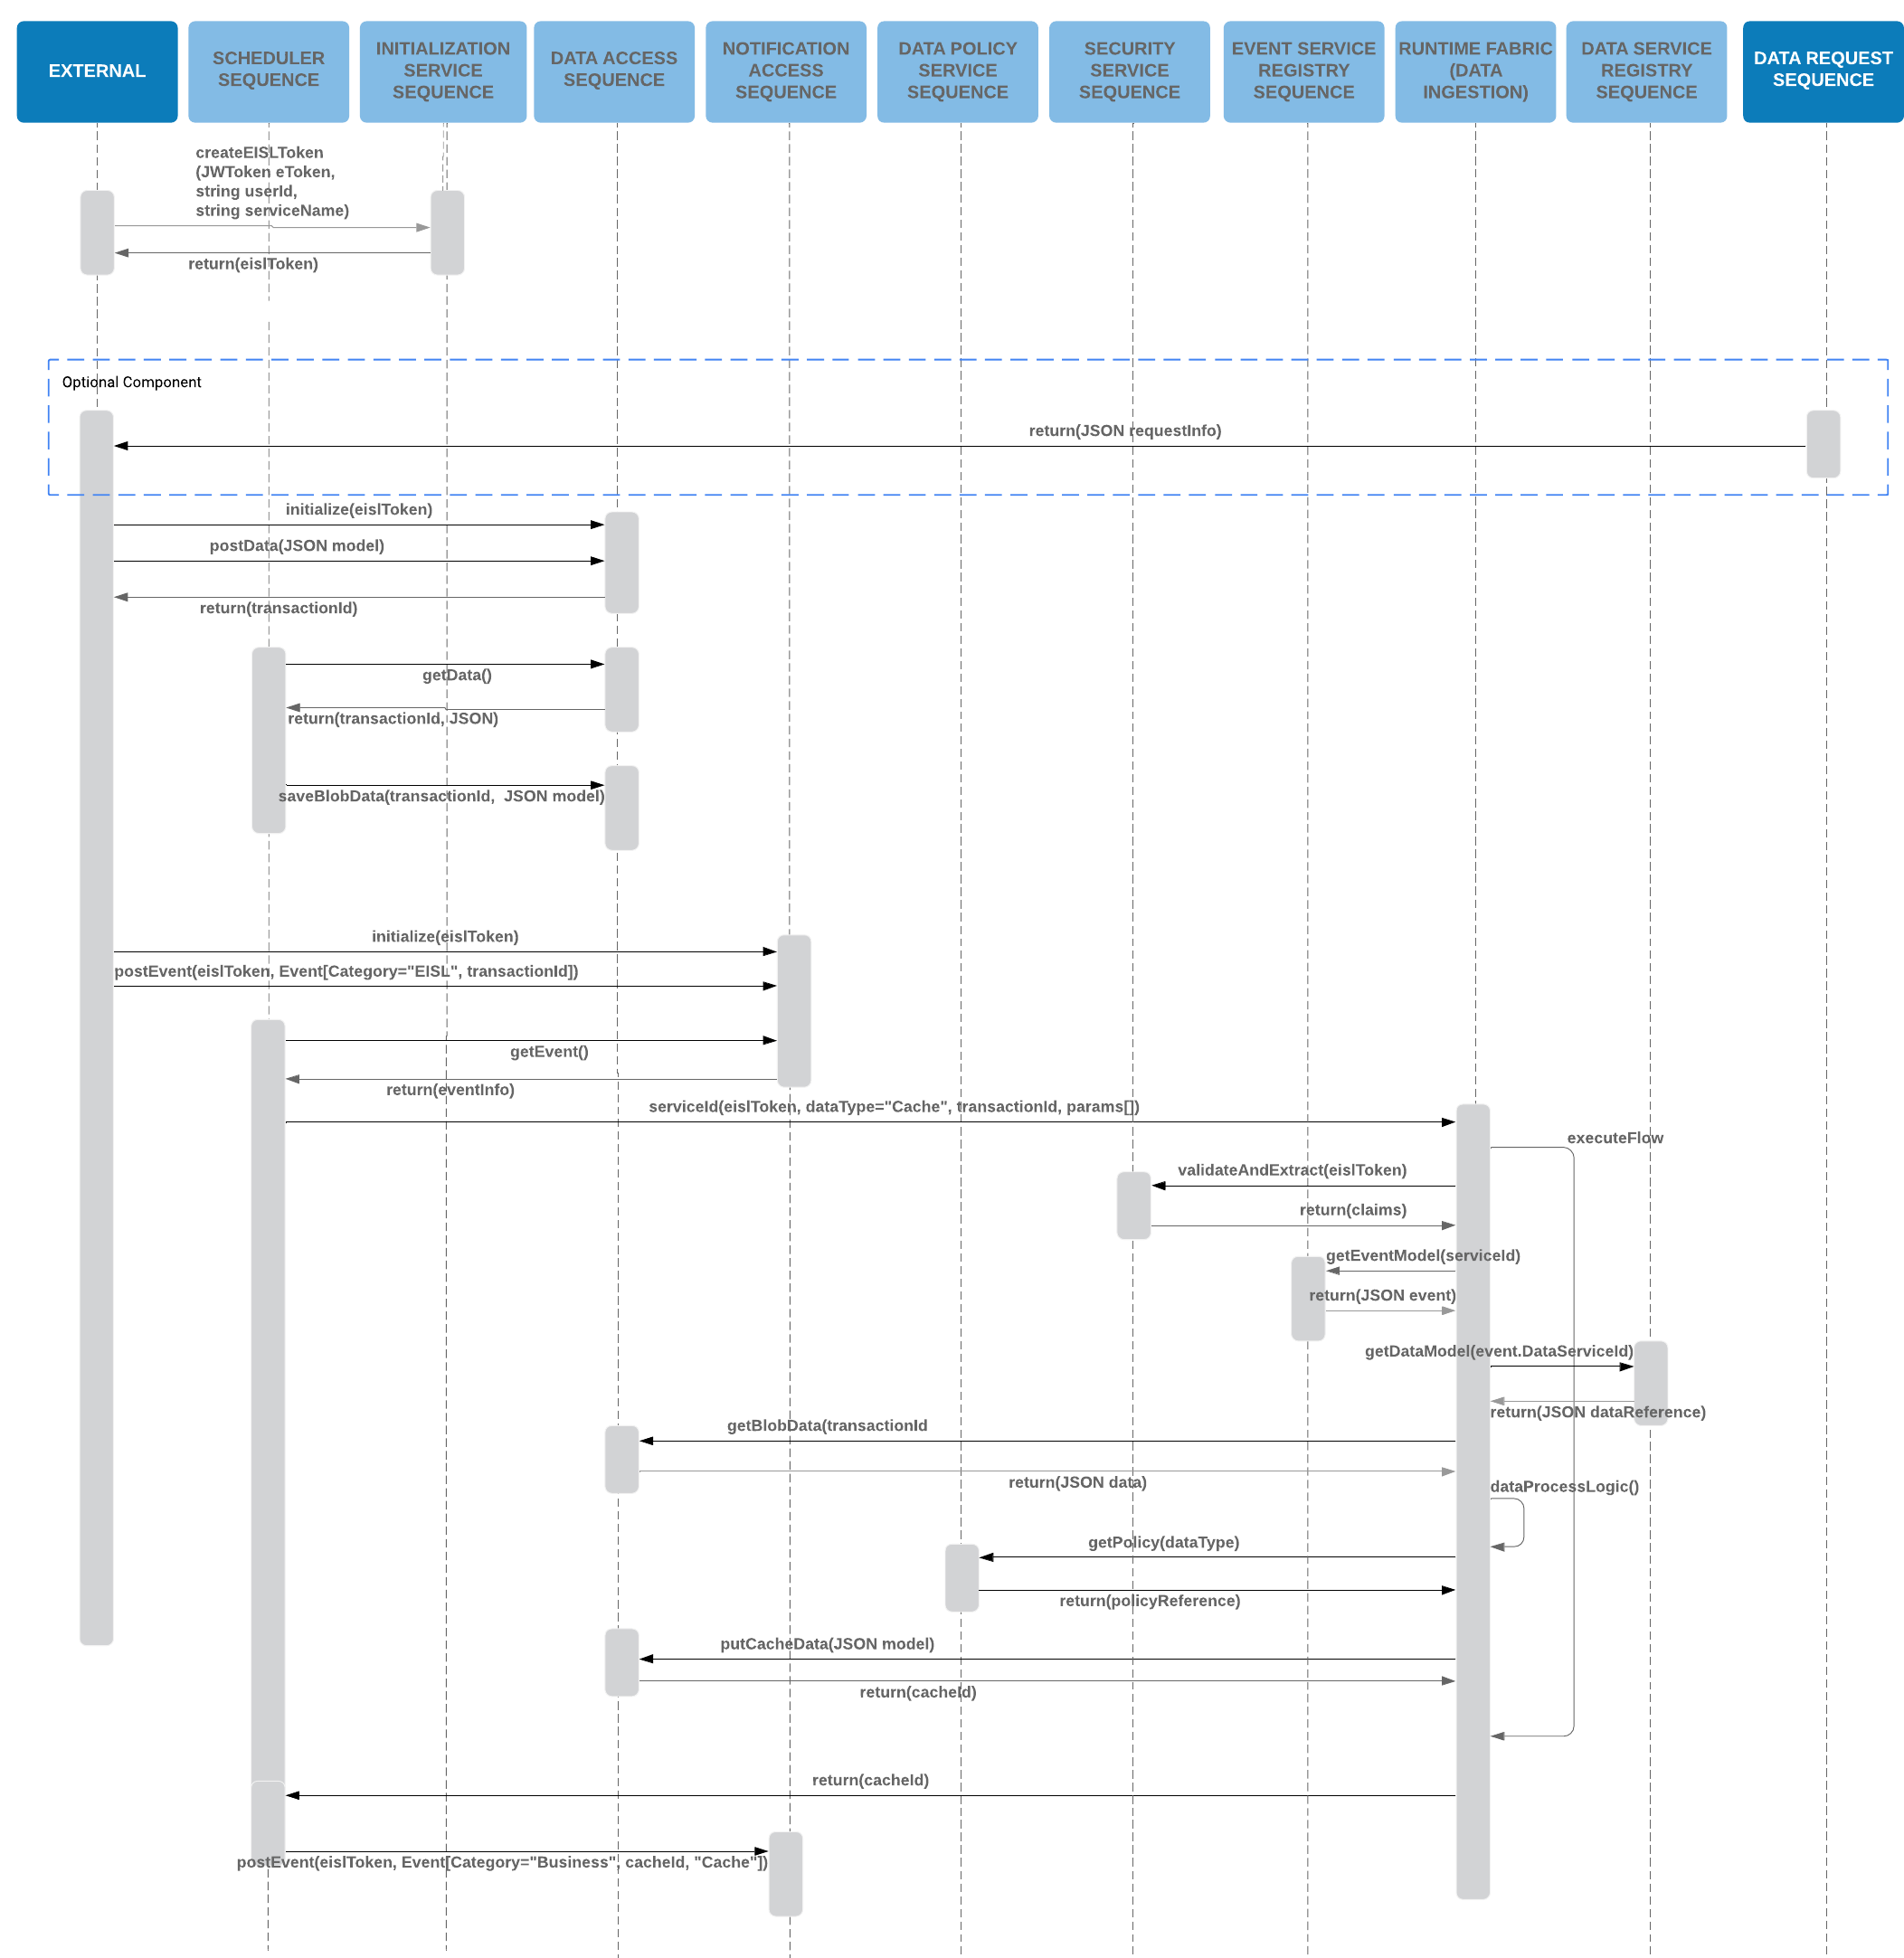 EXTERNAL
SCHEDULER
SEQUENCE
INITIALIZATION
SERVICE
SEQUENCE
DATA ACCESS
SEQUENCE
NOTIFICATION
ACCESS
SEQUENCE
DATA POLICY
SERVICE
SEQUENCE
SECURITY
SERVICE
SEQUENCE
EVENT SERVICE
REGISTRY
SEQUENCE
RUNTIME FABRIC
(DATA
INGESTION)
DATA SERVICE
REGISTRY
SEQUENCE
DATA REQUEST
SEQUENCE
createEISLToken
(JWToken eToken,
string userId,
string serviceName)
return(eislToken)
Optional Component
return(JSON requestInfo)
initialize(eislToken)
postData(JSON model)
return(transactionId)
getData()
return(transactionId, JSON)
saveBlobData(transactionId,  JSON model)
initialize(eislToken)
postEvent(eislToken, Event[Category="EISL", transactionId])
getEvent()
return(eventInfo)
serviceId(eislToken, dataType="Cache", transactionId, params[])
executeFlow
validateAndExtract(eislToken)
return(claims)
getEventModel(serviceId)
return(JSON event)
getDataModel(event.DataServiceId)
return(JSON dataReference)
getBlobData(transactionId
return(JSON data)
dataProcessLogic()
getPolicy(dataType)
return(policyReference)
putCacheData(JSON model)
return(cacheId)
return(cacheId)
postEvent(eislToken, Event[Category="Business", cacheId, "Cache"])